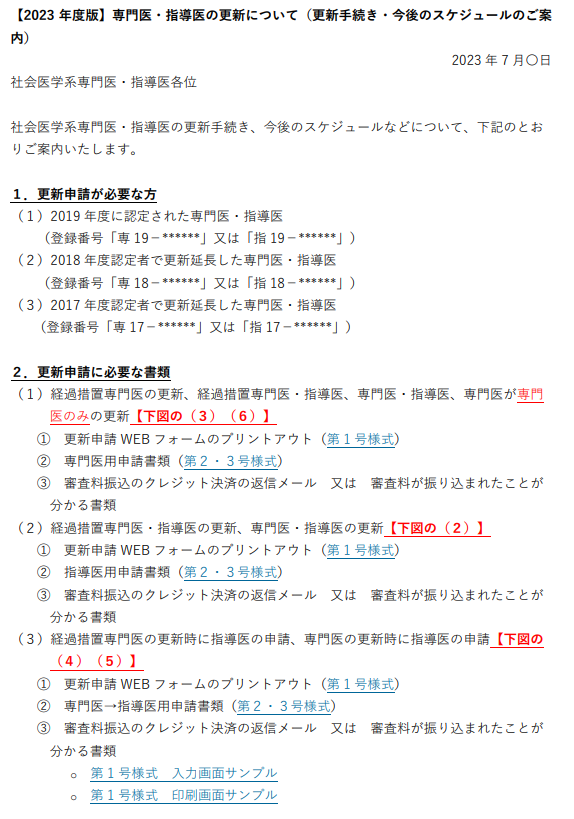 【2023 年度版】専門医・指導医の更新について（更新手続き・今後のスケジュールのご案
内）
2023 年 7 月〇日
社会医学系専門医・指導医各位
社会医学系専門医・指導医の更新手続き、今後のスケジュールなどについて、下記のとお
りご案内いたします。
１．更新申請が必要な方
（１）2019 年度に認定された専門医・指導医
（登録番号「専 19－******」又は「指 19－******」）
（２）2018 年度認定者で更新延長した専門医・指導医
（登録番号「専 18－******」又は「指 18－******」）
（３）2017 年度認定者で更新延長した専門医・指導医
（登録番号「専 17－******」又は「指 17－******」）
２．更新申請に必要な書類
（１）経過措置専門医の更新、経過措置専門医・指導医、専門医・指導医、専門医が専門
医のみの更新【下図の（３）（６）】
① 更新申請 WEB フォームのプリントアウト（第１号様式）
② 専門医用申請書類（第２・３号様式）
③ 審査料振込のクレジット決済の返信メール　又は　審査料が振り込まれたことが
分かる書類
（２）経過措置専門医・指導医の更新、専門医・指導医の更新【下図の（２）】
① 更新申請 WEB フォームのプリントアウト（第１号様式）
② 指導医用申請書類（第２・３号様式）
③ 審査料振込のクレジット決済の返信メール　又は　審査料が振り込まれたことが
分かる書類
（３）経過措置専門医の更新時に指導医の申請、専門医の更新時に指導医の申請【下図の
（４）（５）】
① 更新申請 WEB フォームのプリントアウト（第１号様式）
② 専門医→指導医用申請書類（第２・３号様式）
③ 審査料振込のクレジット決済の返信メール　又は　審査料が振り込まれたことが
分かる書類
o 第１号様式　入力画面サンプル
o 第１号様式　印刷画面サンプル